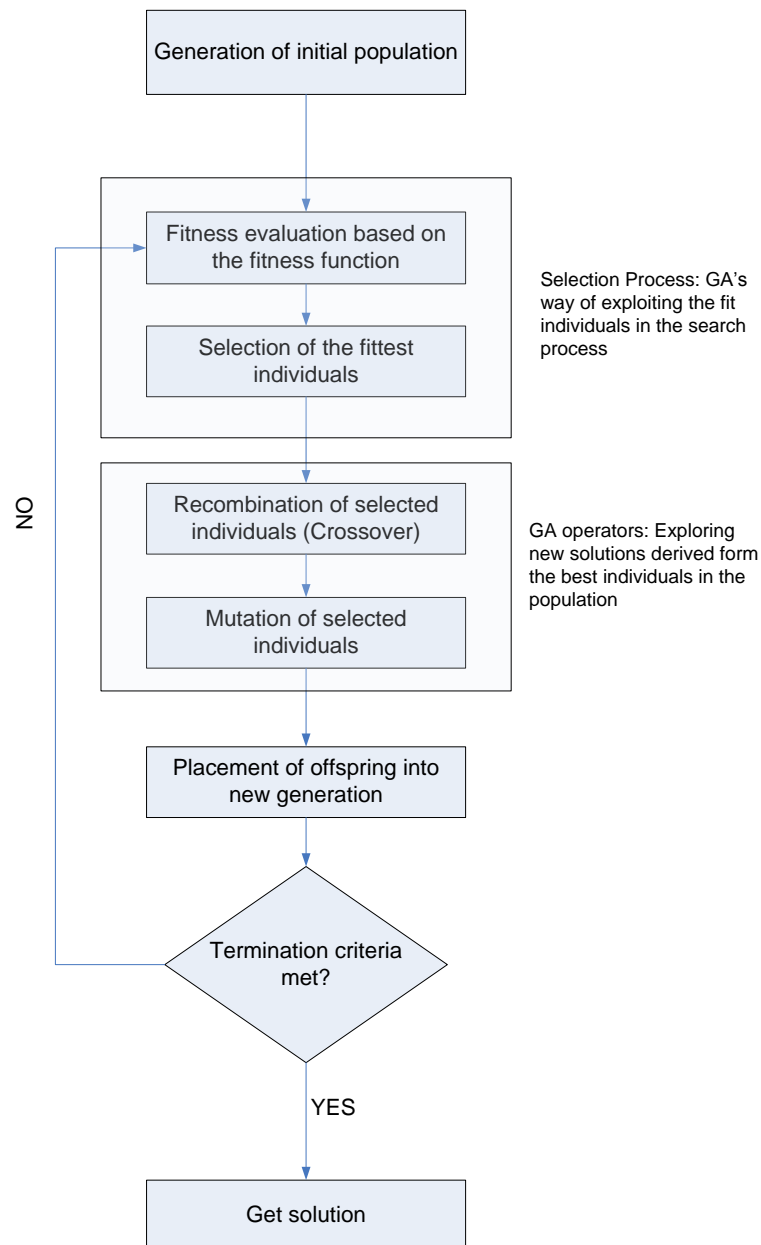 Generation of initial population
Fitness evaluation based on
the fitness function
Selection of the fittest
individuals
Selection Process: GA's
way of exploiting the fit
individuals in the search
process
Recombination of selected
individuals (Crossover)
Mutation of selected
individuals
GA operators: Exploring
new solutions derived form
the best individuals in the
population
NO
Placement of offspring into
new generation
Termination criteria
met?
YES
Get solution